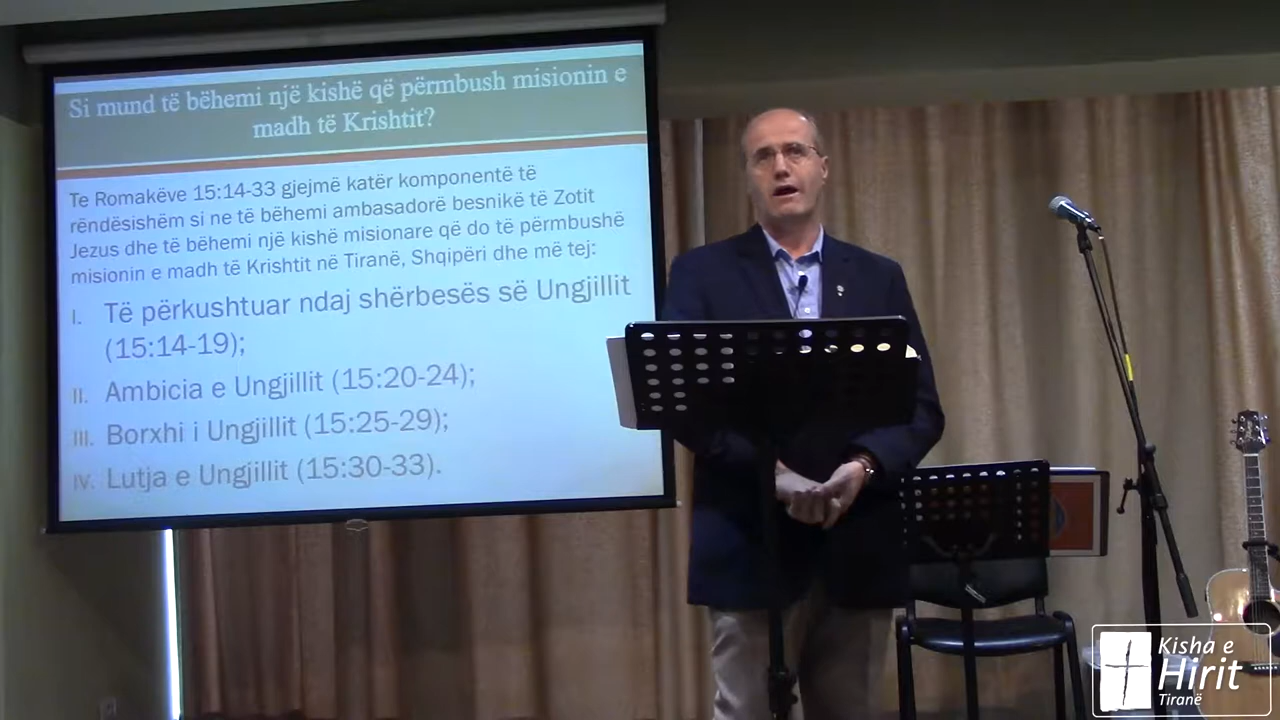 Si mund të bëhemi një kishë që përmbush misionin e
madh të Krishtit?
Te Romakëve 15:14-33 gjejmë katër komponentë të
rëndësishëm si ne të bëhemi ambasadorë besnikë të Zotit
Jezus dhe të bëhemi një kishë misionare që do të përmbushë
misionin e madh të Krishtit në Tiranë, Shqipëri dhe më tej:
I. Të përkushtuar ndaj shërbesës së Ungjillit
(15:14-19);
II. Ambicia e Ungjillit (15:20-24);
III. Borxhi i Ungjillit (15:25-29);
IV. Lutja e Ungjillit (15:30-33).
Kisha e
Hirit
Tiranë